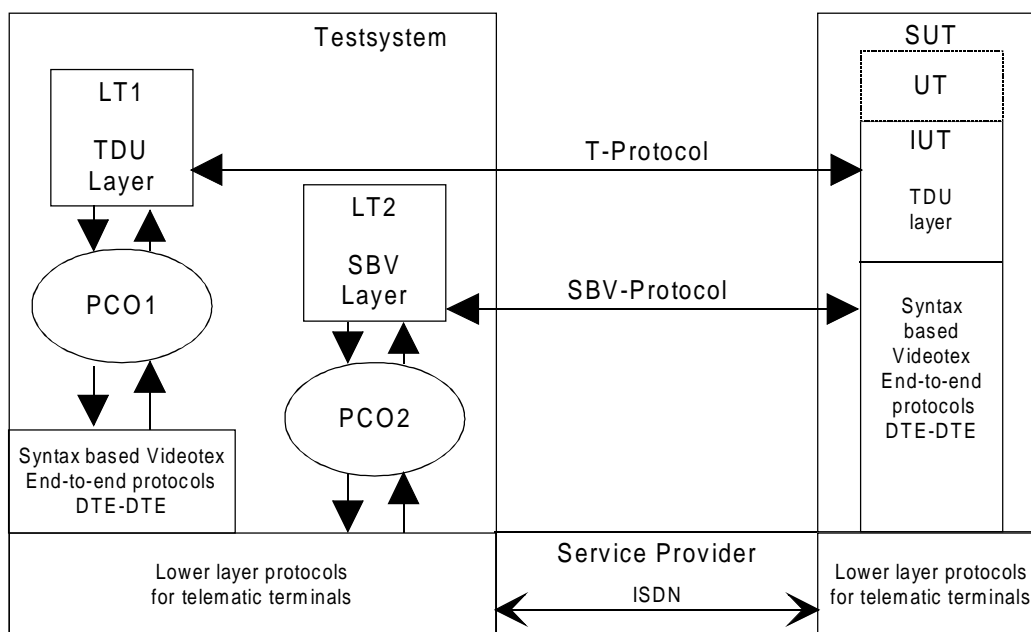 Testsystem
LT1
TDU
Layer
PCO1
Syntax based Videotex
End-to-end protocols
DTE-DTE
LT2
SBV
Layer
PCO2
Lower layer protocols
for telematic terminals
T-Protocol
SBV-Protocol
Service Provider
ISDN
SUT
UT
IUT
TDU
layer
Syntax
based
Videotex
End-to-end
protocols
DTE-DTE
Lower layer protocols
for telematic terminals